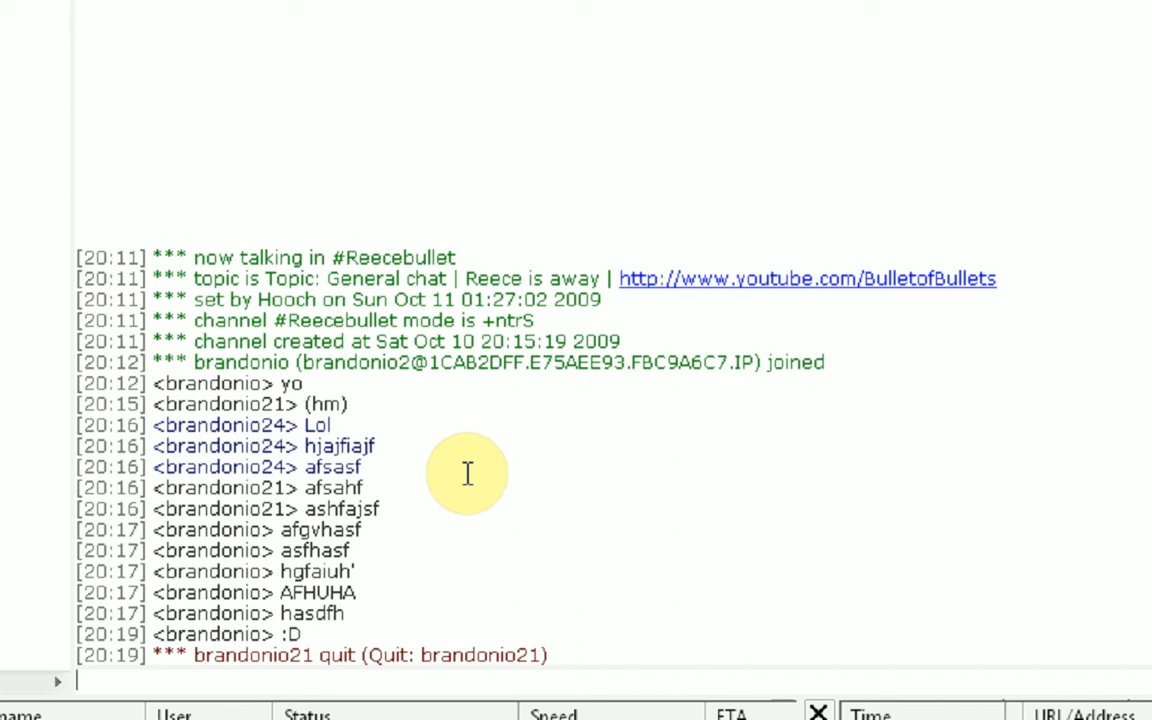 [20:11] *** now talking in #Reecebullet
[20:11] *** topic is Topic: General chat | Reece is away | http://www.youtube.com/BulletofBullets
[20:11] *** set by Hooch on Sun Oct 11 01:27:02 2009
[20:11] *** channel #Reecebullet mode is +ntrS
[20:11] *** channel created at Sat Oct 10 20:15:19 2009
[20:12] *** brandonio (brandonio2@1CAB2DFF.E75AEE93.FBC9A6C7.IP) joined
[20:12] <brandonio> yo
[20:15] <brandonio21> (hm)
[20:16] <brandonio24> Lol
[20:16] <brandonio24> hjajfiajf
[20:16] <brandonio24> afsasf
[20:16] <brandonio21> afsahf
[20:16] <brandonio21> ashfajsf
[20:17] <brandonio> afgvhasf
[20:17] <brandonio> asfhasf
[20:17] <brandonio> hgfaiuh'
[20:17] <brandonio> AFHUHA
[20:17] <brandonio> hasdfh
[20:19] <brandonio> :D
[20:19] *** brandonio21 quit (Quit: brandonio21)
name User Status Speed ETA Time URL/Address